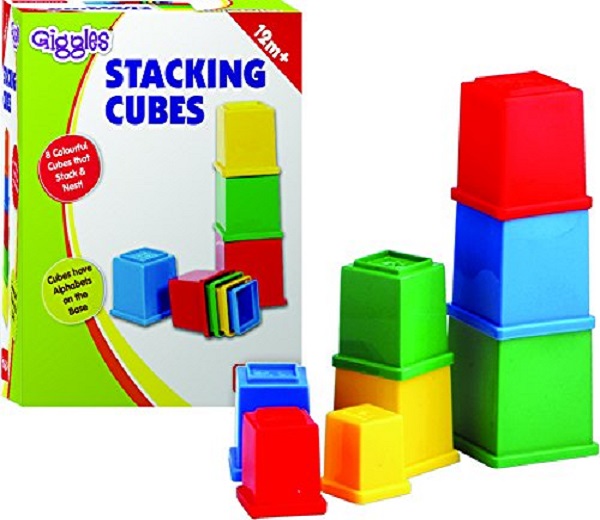 Giggles
12m+
STACKING
CUBES
8 Colourful
Cubes that
Stack &
Nest!
Cubes have
Alphabets
on the
Base